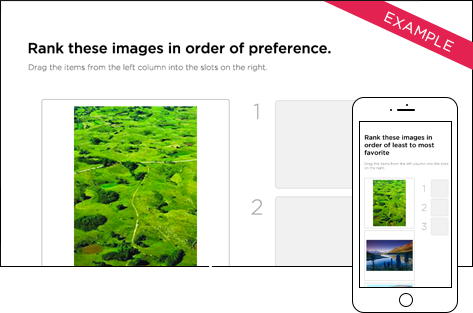 EXAMPLE
Rank these images in order of preference.
Drag the items from the left column into the slots on the right.
1
2
Rank these images in
order of least to most
favorite
Drag the items from the left column into the slots
on the right.
1
2
3